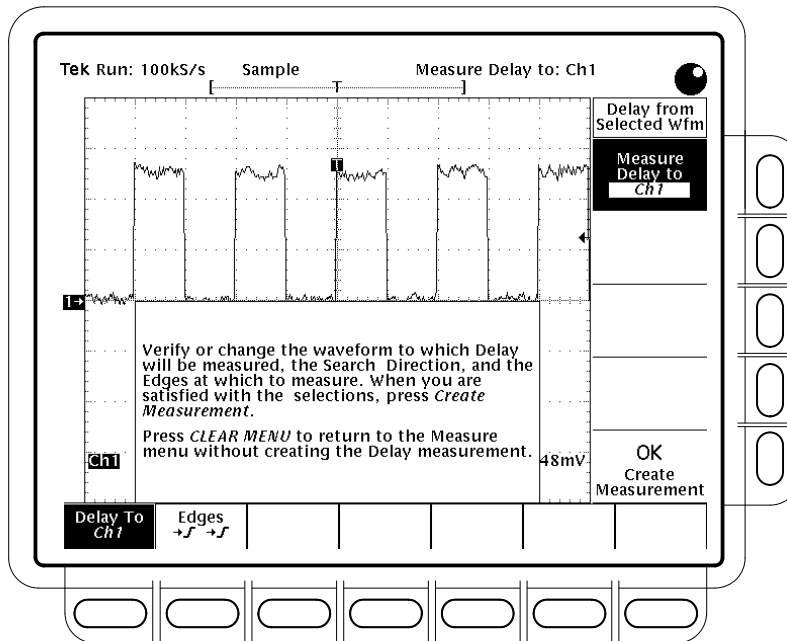 Tek Run: 100kS/s Sample Measure Delay to: Ch1
[ T ]
Delay from
Selected Wfm
Measure
Delay to
Ch1
T
1→
Verify or change the waveform to which Delay
will be measured, the Search Direction, and the
Edges at which to measure. When you are
satisfied with the selections, press Create
Measurement.
Press CLEAR MENU to return to the Measure
menu without creating the Delay measurement.
Ch1
48mV
OK
Create
Measurement
Delay To
Ch1
Edges